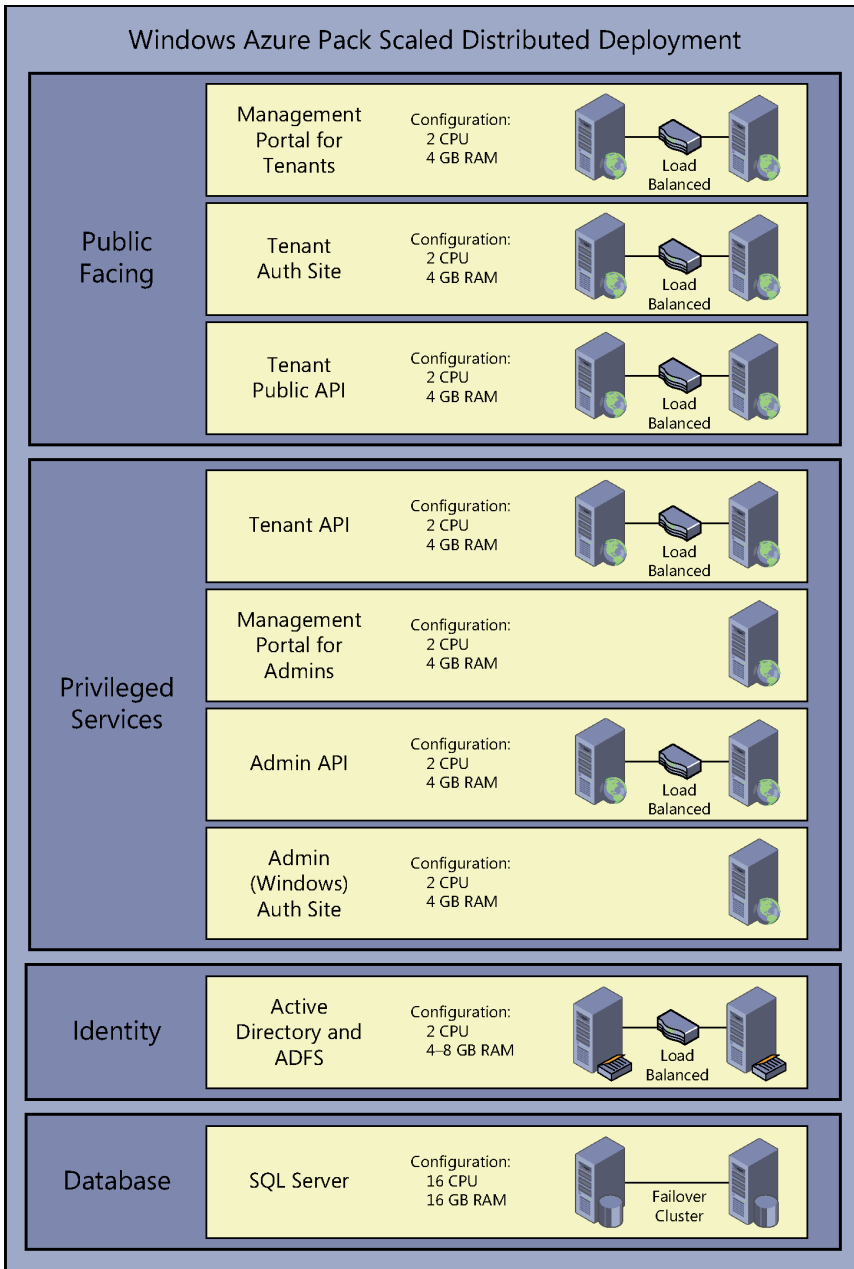 Windows Azure Pack Scaled Distributed Deployment
Public
Facing
Management
Portal for
Tenants
Configuration:
2 CPU
4 GB RAM
Load
Balanced
Tenant
Auth Site
Configuration:
2 CPU
4 GB RAM
Load
Balanced
Tenant
Public API
Configuration:
2 CPU
4 GB RAM
Load
Balanced
Privileged
Services
Tenant API
Configuration:
2 CPU
4 GB RAM
Load
Balanced
Management
Portal for
Admins
Configuration:
2 CPU
4 GB RAM
Admin API
Configuration:
2 CPU
4 GB RAM
Load
Balanced
Admin
(Windows)
Auth Site
Configuration:
2 CPU
4 GB RAM
Identity
Active
Directory and
ADFS
Configuration:
2 CPU
4–8 GB RAM
Load
Balanced
Database
SQL Server
Configuration:
16 CPU
16 GB RAM
Failover
Cluster